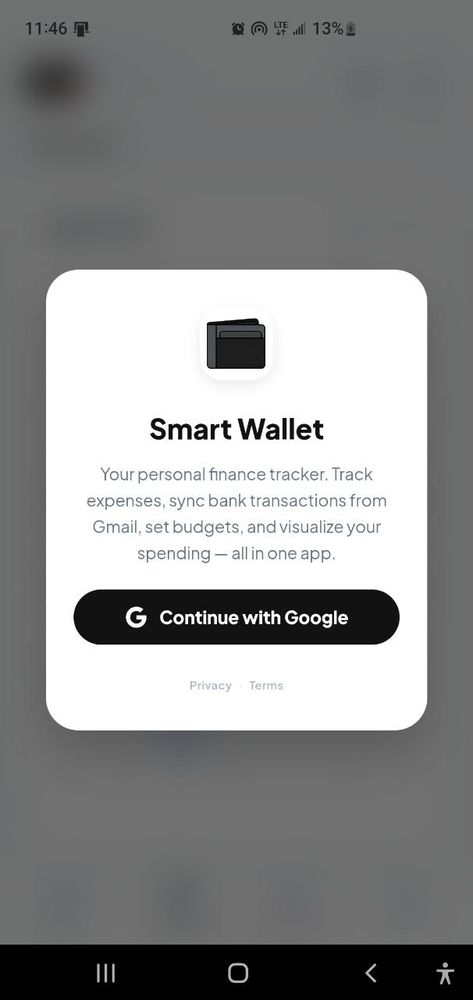 11:46 LTE 13%
Smart Wallet
Your personal finance tracker. Track
expenses, sync bank transactions from
Gmail, set budgets, and visualize your
spending — all in one app.
G Continue with Google
Privacy · Terms